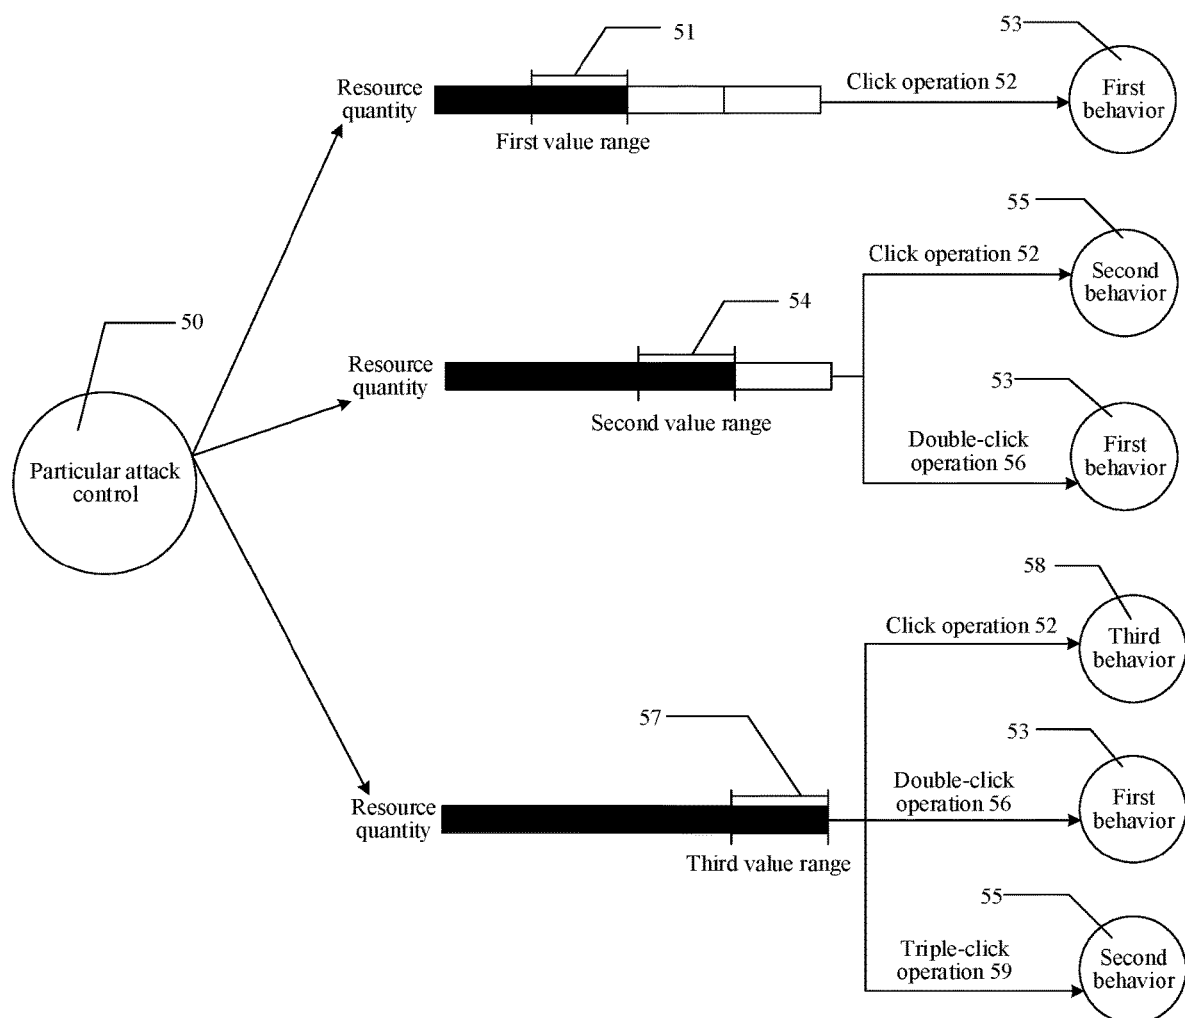 51
53
Resource
quantity
Click operation 52
First
behavior
First value range
55
Click operation 52
Second
behavior
54
50
Resource
quantity
53
Second value range
Double-click
operation 56
First
behavior
Particular attack
control
58
Click operation 52
Third
behavior
57
53
Resource
quantity
Double-click
operation 56
First
behavior
Third value range
55
Triple-click
operation 59
Second
behavior